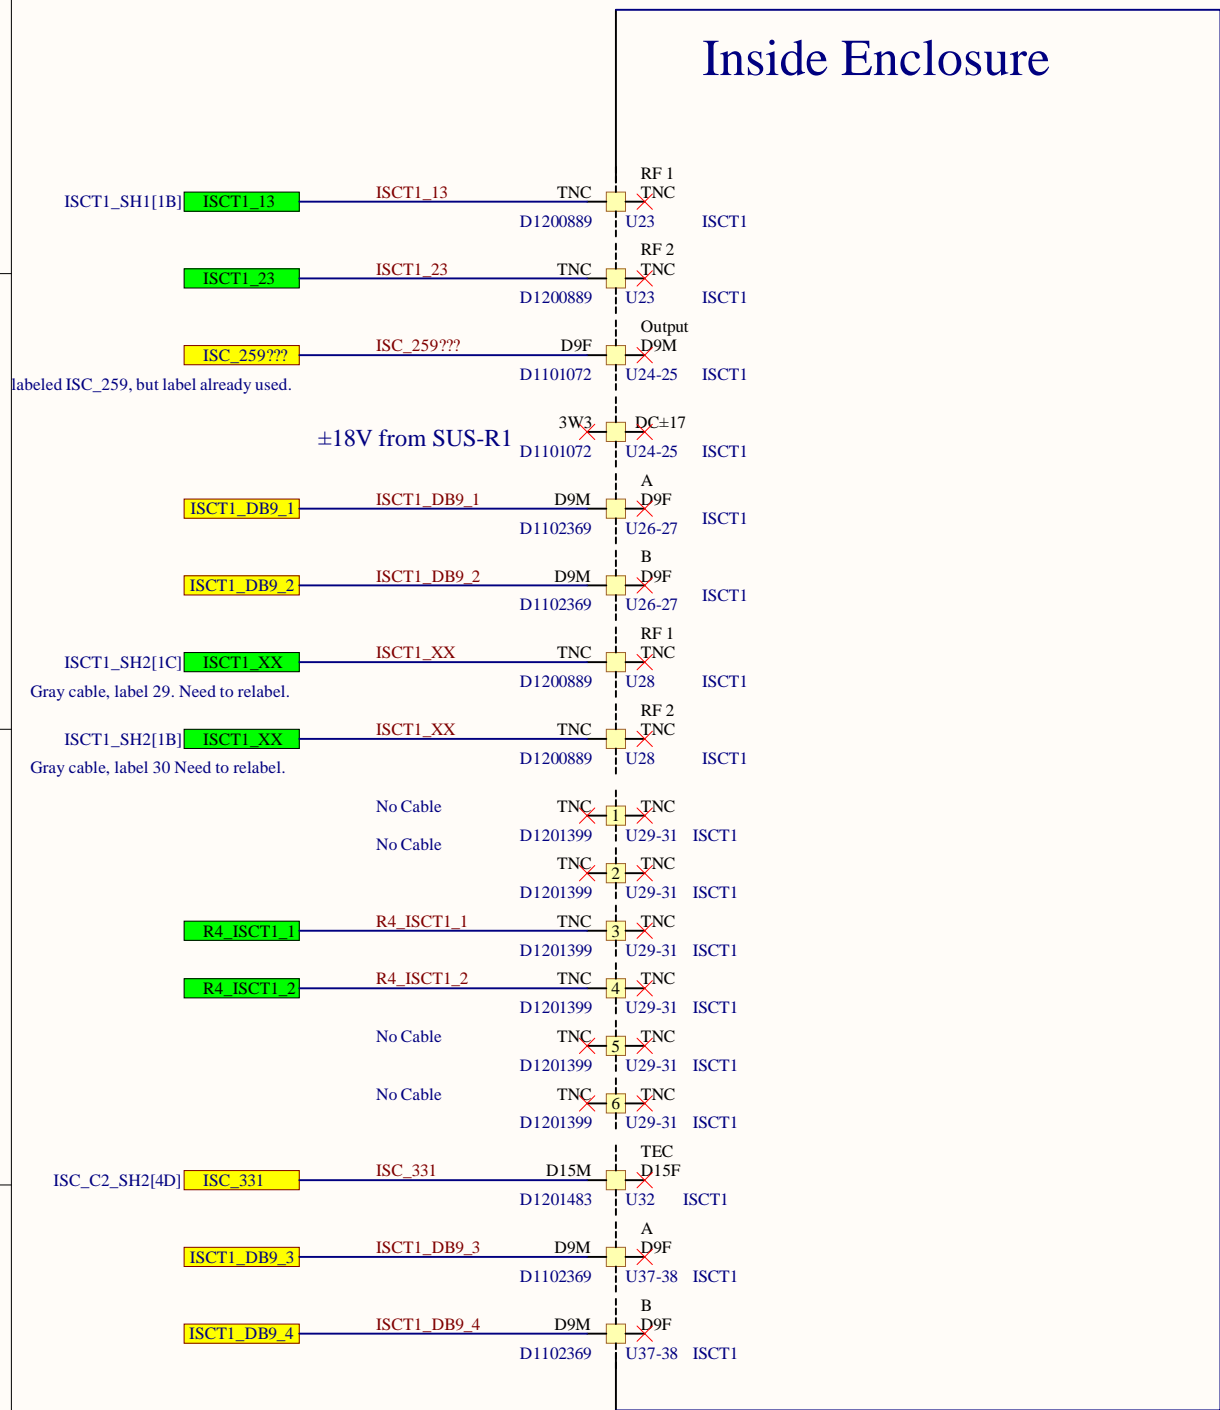 Inside Enclosure
RF 1
ISCT1_SH1[1B] ISCT1_13 ISCT1_13 TNC TNC
D1200889 U23 ISCT1
RF 2
ISCT1_23 ISCT1_23 TNC TNC
D1200889 U23 ISCT1
Output
ISC_259??? ISC_259??? D9F D9M
D1101072 U24-25 ISCT1
labeled ISC_259, but label already used.
3W3 DC±17
±18V from SUS-R1
D1101072 U24-25 ISCT1
A
ISCT1_DB9_1 ISCT1_DB9_1 D9M D9F
D1102369 U26-27 ISCT1
B
ISCT1_DB9_2 ISCT1_DB9_2 D9M D9F
D1102369 U26-27 ISCT1
RF 1
ISCT1_SH2[1C] ISCT1_XX ISCT1_XX TNC TNC
D1200889 U28 ISCT1
Gray cable, label 29. Need to relabel.
RF 2
ISCT1_SH2[1B] ISCT1_XX ISCT1_XX TNC TNC
D1200889 U28 ISCT1
Gray cable, label 30 Need to relabel.
No Cable TNC 1 TNC
D1201399 U29-31 ISCT1
No Cable
TNC 2 TNC
D1201399 U29-31 ISCT1
R4_ISCT1_1 R4_ISCT1_1 TNC 3 TNC
D1201399 U29-31 ISCT1
R4_ISCT1_2 R4_ISCT1_2 TNC 4 TNC
D1201399 U29-31 ISCT1
No Cable TNC 5 TNC
D1201399 U29-31 ISCT1
No Cable TNC 6 TNC
D1201399 U29-31 ISCT1
TEC
ISC_C2_SH2[4D] ISC_331 ISC_331 D15M D15F
D1201483 U32 ISCT1
A
ISCT1_DB9_3 ISCT1_DB9_3 D9M D9F
D1102369 U37-38 ISCT1
B
ISCT1_DB9_4 ISCT1_DB9_4 D9M D9F
D1102369 U37-38 ISCT1